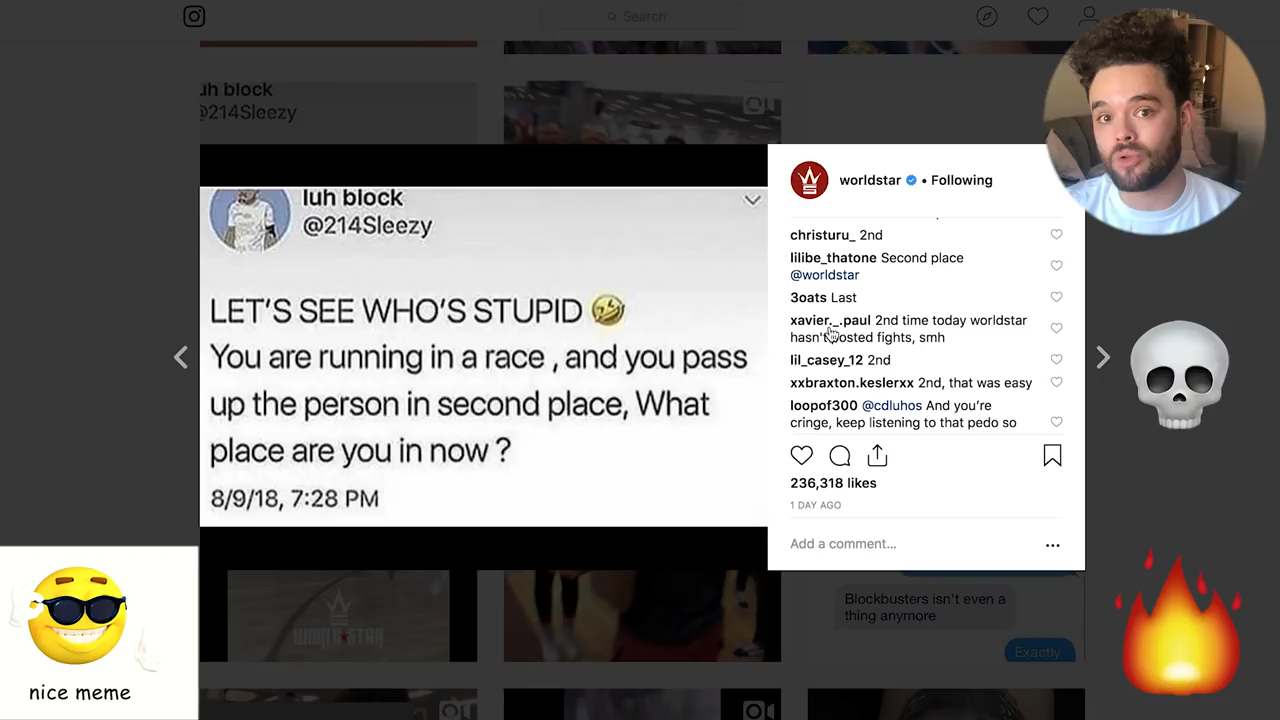 Search
uh block
@214Sleezy
luh block
@214Sleezy
LET'S SEE WHO'S STUPID 🤣
You are running in a race , and you pass
up the person in second place, What
place are you in now ?
8/9/18, 7:28 PM
worldstar • Following
christuru_ 2nd
lilibe_thatone Second place
@worldstar
3oats Last
xavier._.paul 2nd time today worldstar
hasn't posted fights, smh
lil_casey_12 2nd
xxbraxton.keslerxx 2nd, that was easy
loopof300 @cdluhos And you're
cringe, keep listening to that pedo so
236,318 likes
1 DAY AGO
Add a comment...
WORLD STAR
Blockbusters isn't even a
thing anymore
Exactly
nice meme